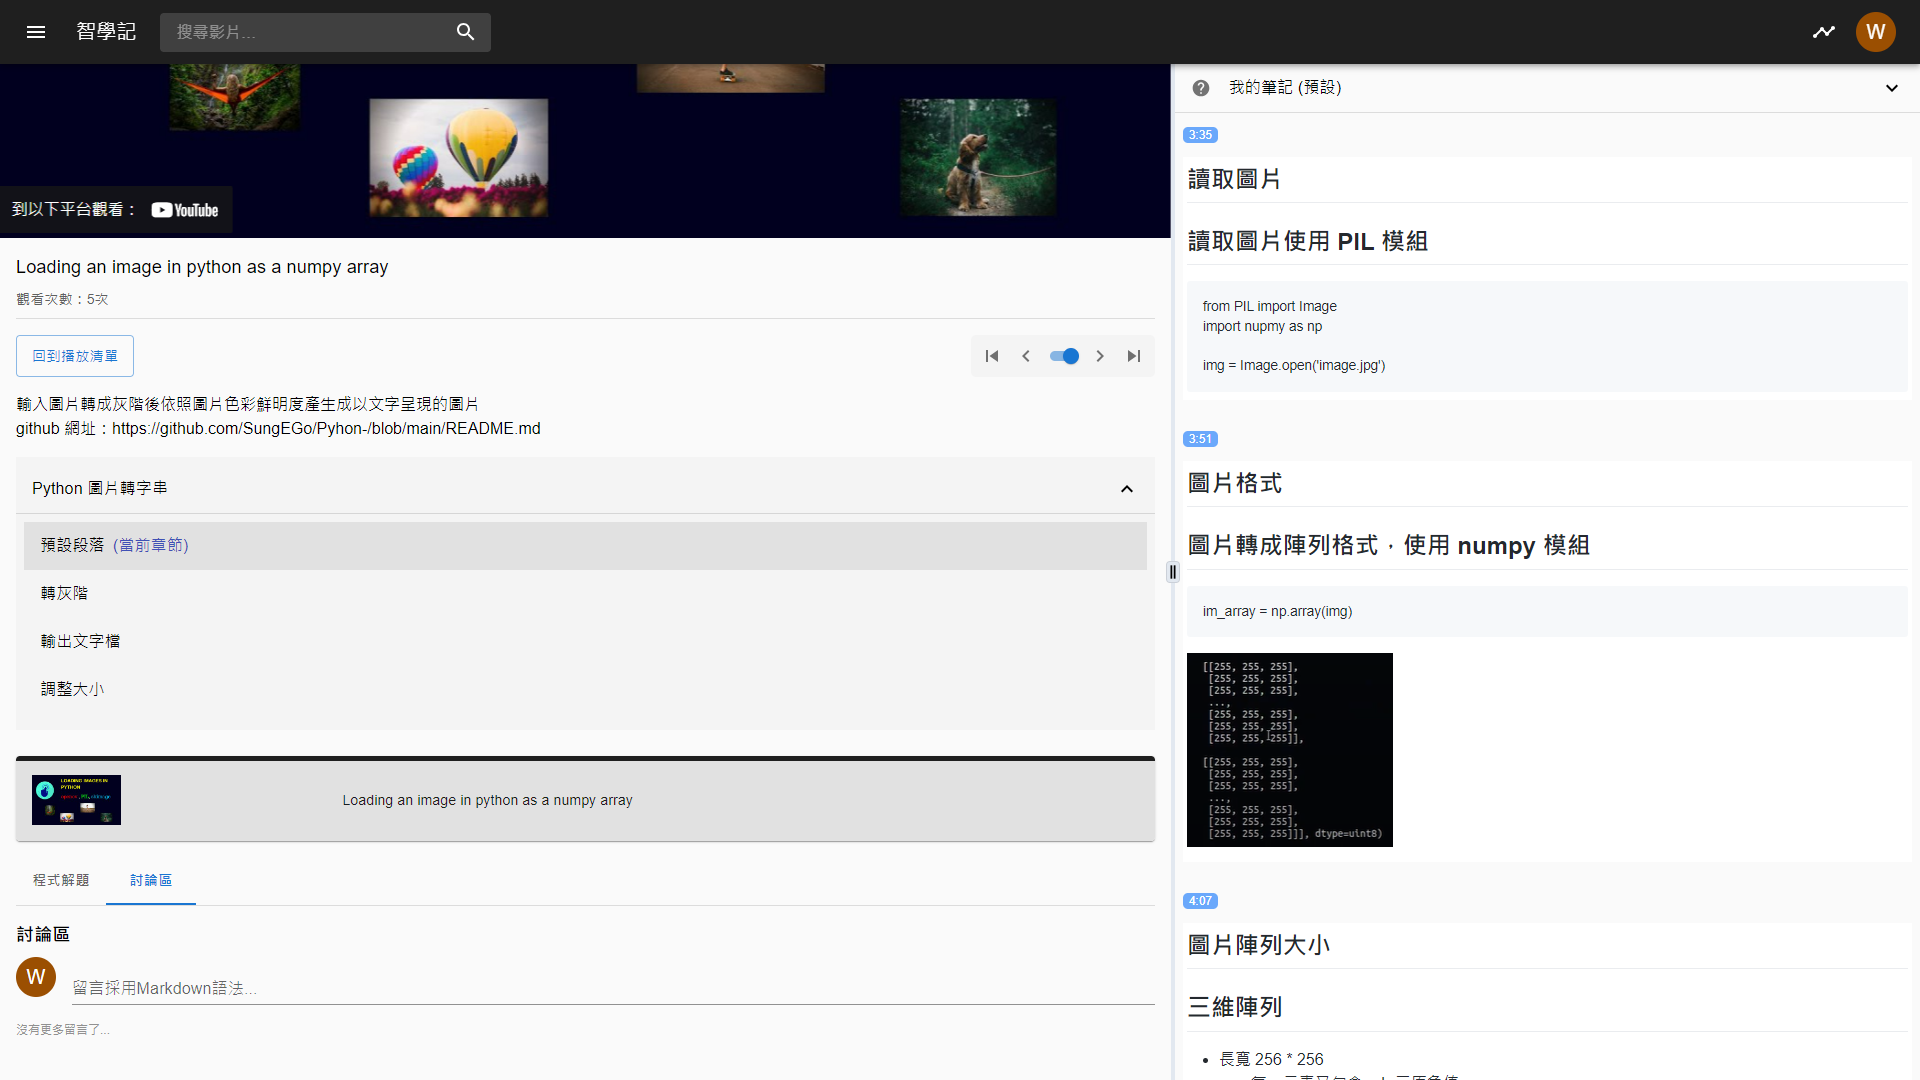 智學記
搜尋影片...
W
到以下平台觀看：
YouTube
Loading an image in python as a numpy array
觀看次數：5次
回到播放清單
輸入圖片轉成灰階後依照圖片色彩鮮明度產生成以文字呈現的圖片
github 網址：https://github.com/SungEGo/Pyhon-/blob/main/README.md
Python 圖片轉字串
預設段落 (當前章節)
轉灰階
輸出文字檔
調整大小
LOADING IMAGES IN
PYTHON
Loading an image in python as a numpy array
程式解題
討論區
討論區
W
留言採用Markdown語法...
沒有更多留言了...
我的筆記 (預設)
3:35
讀取圖片
讀取圖片使用 PIL 模組
from PIL import Image
import nupmy as np
img = Image.open('image.jpg')
3:51
圖片格式
圖片轉成陣列格式，使用 numpy 模組
im_array = np.array(img)
[[255, 255, 255],
[255, 255, 255],
[255, 255, 255],
...,
[255, 255, 255],
[255, 255, 255],
[255, 255, 255]],
[[255, 255, 255],
[255, 255, 255],
[255, 255, 255],
...,
[255, 255, 255],
[255, 255, 255],
[255, 255, 255]]], dtype=uint8)
4:07
圖片陣列大小
三維陣列
長寬 256 * 256